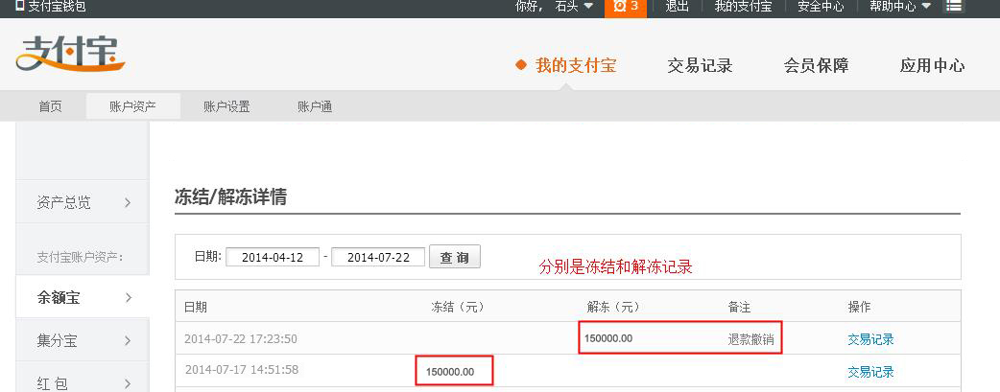 支付宝钱包 你好， 石头 3 退出 我的支付宝 安全中心 帮助中心
支付宝 我的支付宝 交易记录 会员保障 应用中心
首页 账户资产 账户设置 账户通
冻结/解冻详情
资产总览
支付宝账户资产：
日期: 2014-04-12 - 2014-07-22 查 询
分别是冻结和解冻记录
余额宝
日期 冻结（元） 解冻（元） 备注 操作
集分宝
2014-07-22 17:23:50 150000.00 退款撤销 交易记录
2014-07-17 14:51:58 150000.00 交易记录
红 包